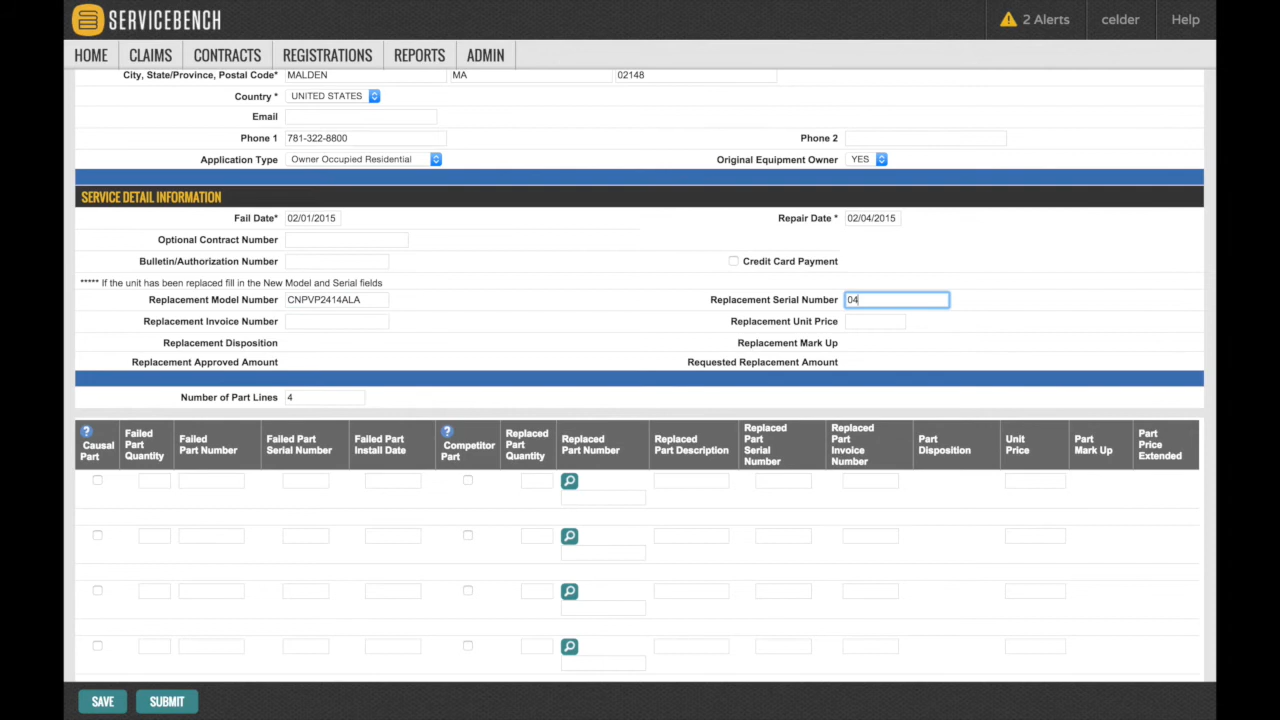 SERVICEBENCH
2 Alerts celder Help
HOME CLAIMS CONTRACTS REGISTRATIONS REPORTS ADMIN
City, State/Province, Postal Code* MALDEN MA 02148
Country * UNITED STATES
Email
Phone 1 781-322-8800 Phone 2
Application Type Owner Occupied Residential Original Equipment Owner YES
SERVICE DETAIL INFORMATION
Fail Date* 02/01/2015 Repair Date * 02/04/2015
Optional Contract Number
Bulletin/Authorization Number Credit Card Payment
***** If the unit has been replaced fill in the New Model and Serial fields
Replacement Model Number CNPVP2414ALA Replacement Serial Number 04
Replacement Invoice Number Replacement Unit Price
Replacement Disposition Replacement Mark Up
Replacement Approved Amount Requested Replacement Amount
Number of Part Lines 4
? Causal Part
Failed Part Quantity
Failed Part Number
Failed Part Serial Number
Failed Part Install Date
? Competitor Part
Replaced Part Quantity
Replaced Part Number
Replaced Part Description
Replaced Part Serial Number
Replaced Part Invoice Number
Part Disposition
Unit Price
Part Mark Up
Part Price Extended
SAVE SUBMIT